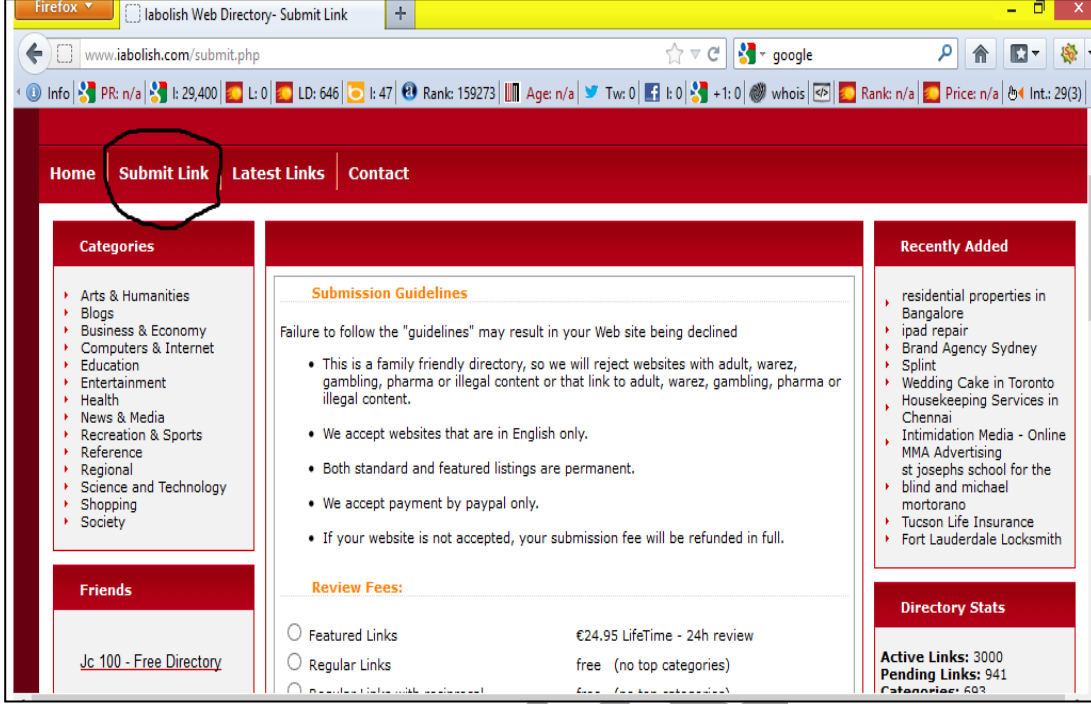 Firefox
Iabolish Web Directory- Submit Link
www.iabolish.com/submit.php
google
Info PR: n/a I: 29,400 L: 0 LD: 646 I: 47 Rank: 159273 Age: n/a Tw: 0 I: 0 +1: 0 whois Rank: n/a Price: n/a Int.: 29(3)
Home Submit Link Latest Links Contact
Categories
Arts & Humanities
Blogs
Business & Economy
Computers & Internet
Education
Entertainment
Health
News & Media
Recreation & Sports
Reference
Regional
Science and Technology
Shopping
Society
Friends
Jc 100 - Free Directory
Submission Guidelines
Failure to follow the "guidelines" may result in your Web site being declined
• This is a family friendly directory, so we will reject websites with adult, warez,
gambling, pharma or illegal content or that link to adult, warez, gambling, pharma or
illegal content.
• We accept websites that are in English only.
• Both standard and featured listings are permanent.
• We accept payment by paypal only.
• If your website is not accepted, your submission fee will be refunded in full.
Review Fees:
Featured Links €24.95 LifeTime - 24h review
Regular Links free (no top categories)
Regular Links with reciprocal free (no top categories)
Recently Added
residential properties in
Bangalore
ipad repair
Brand Agency Sydney
Splint
Wedding Cake in Toronto
Housekeeping Services in
Chennai
Intimidation Media - Online
MMA Advertising
st josephs school for the
blind and michael
mortorano
Tucson Life Insurance
Fort Lauderdale Locksmith
Directory Stats
Active Links: 3000
Pending Links: 941
Categories: 693